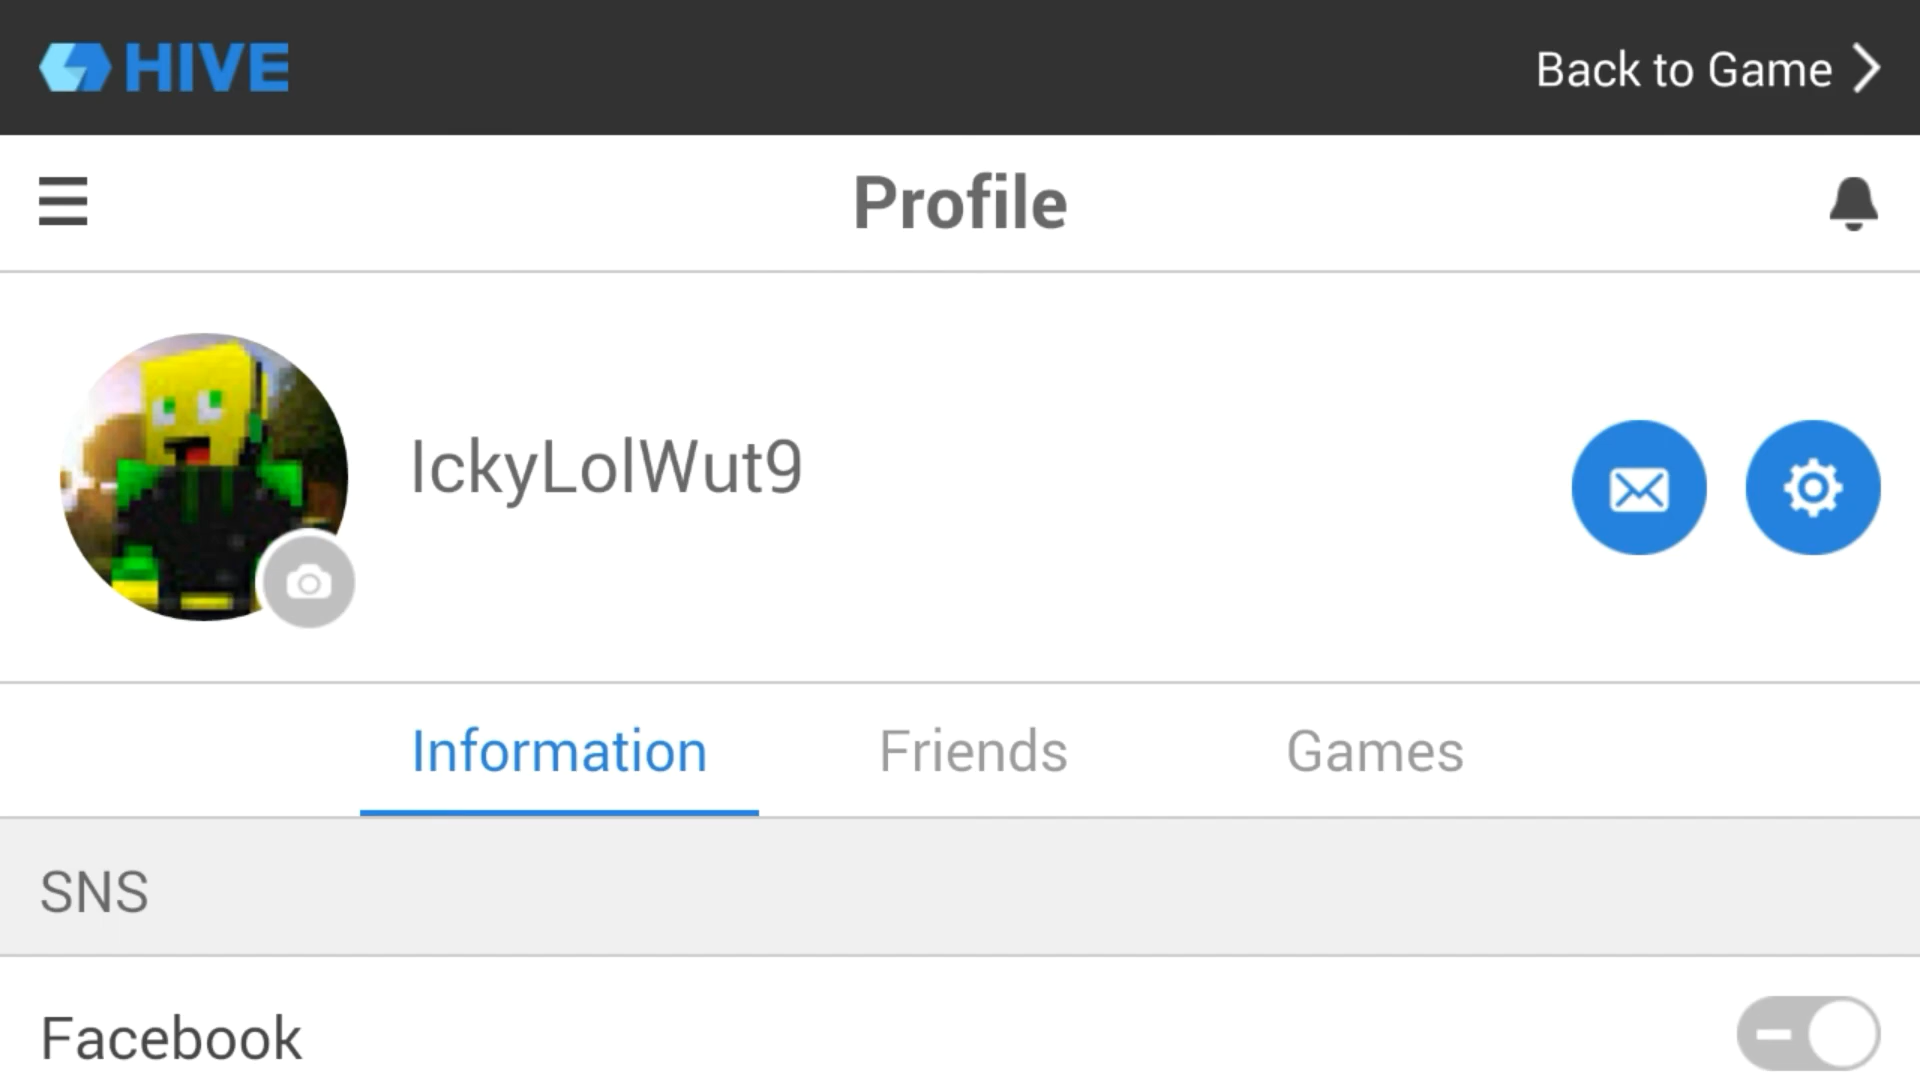 HIVE
Back to Game
Profile
IckyLolWut9
Information
Friends
Games
SNS
Facebook